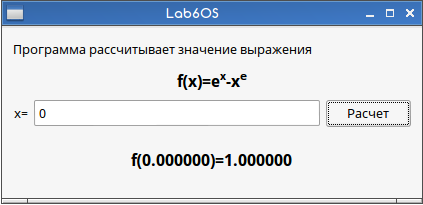 Lab6OS
Программа рассчитывает значение выражения
f(x)=eˣ-xᵉ
x= 0 Расчет
f(0.000000)=1.000000